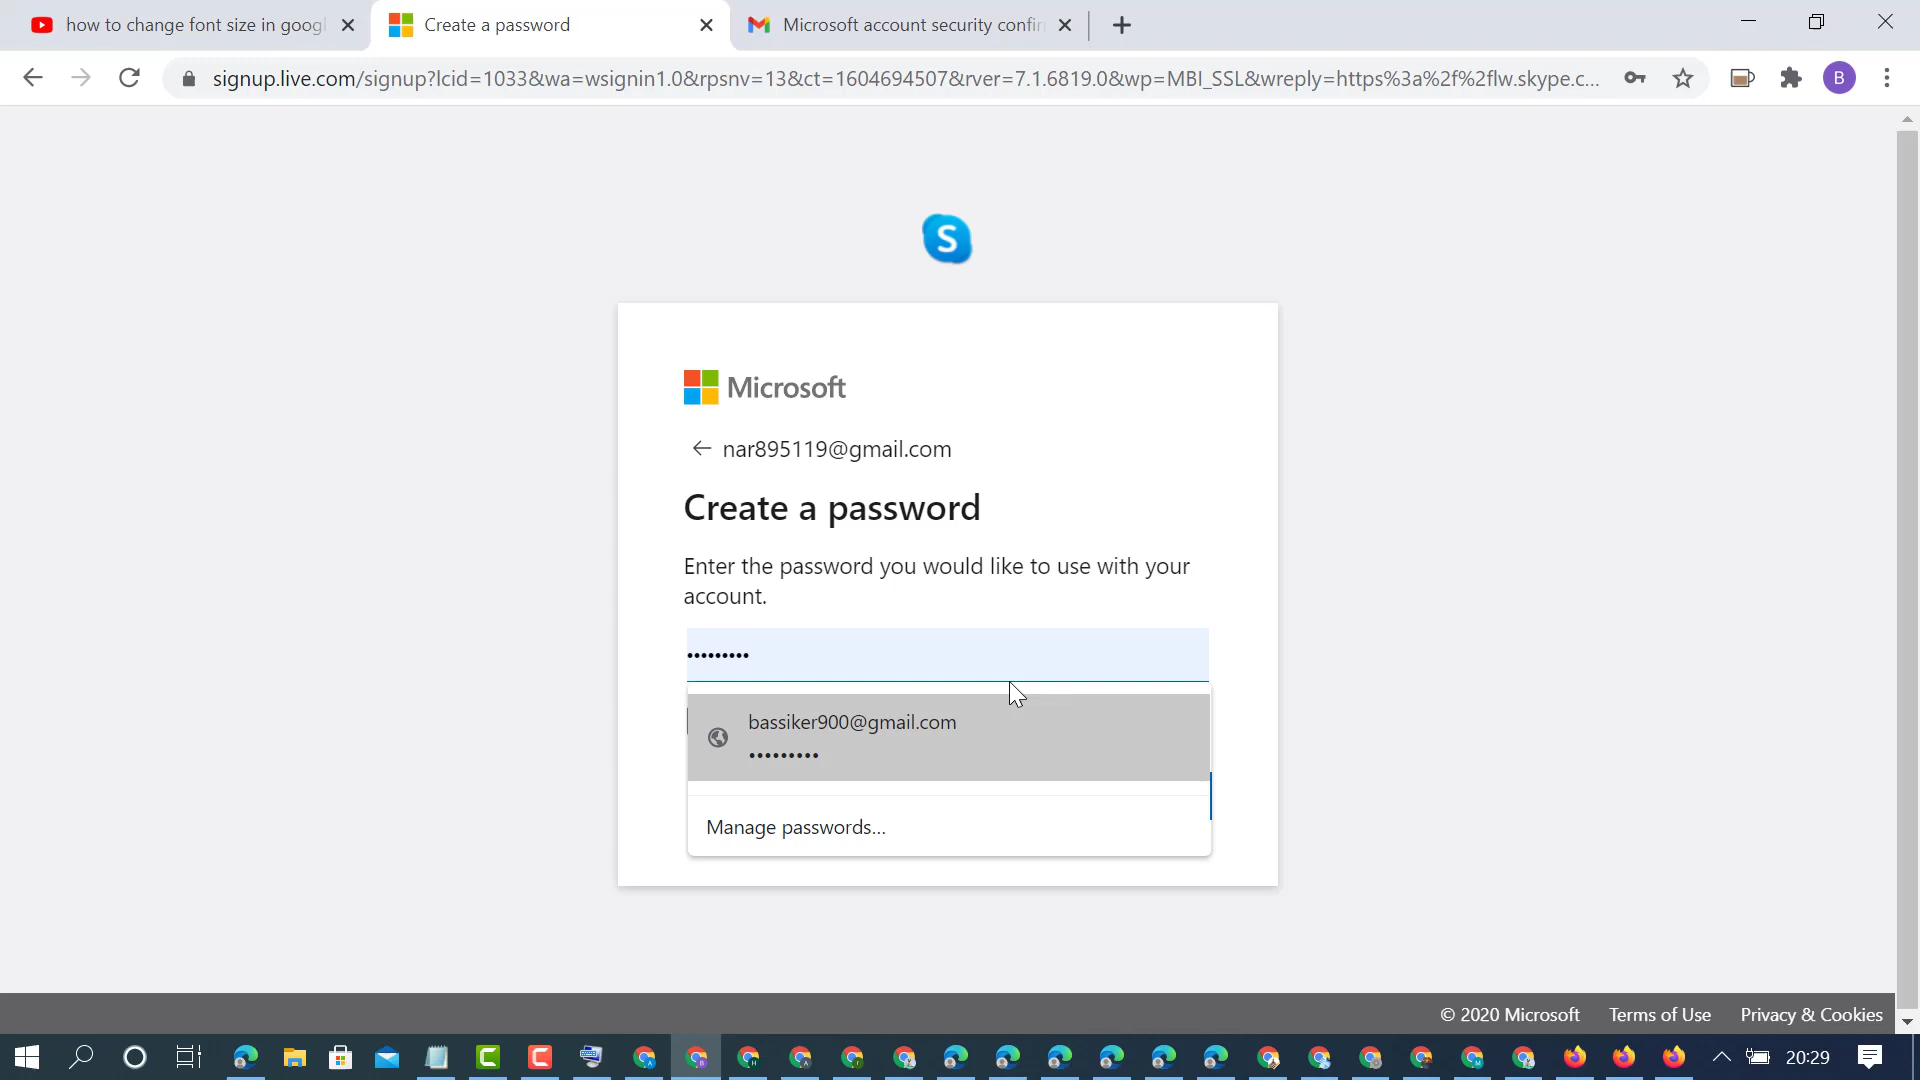 how to change font size in googl
Create a password
Microsoft account security confir
signup.live.com/signup?lcid=1033&wa=wsignin1.0&rpsnv=13&ct=1604694507&rver=7.1.6819.0&wp=MBI_SSL&wreply=https%3a%2f%2flw.skype.c...
B
S
Microsoft
nar895119@gmail.com
Create a password
Enter the password you would like to use with your
account.
•••••••••
bassiker900@gmail.com
•••••••••
Manage passwords...
© 2020 Microsoft
Terms of Use
Privacy & Cookies
20:29